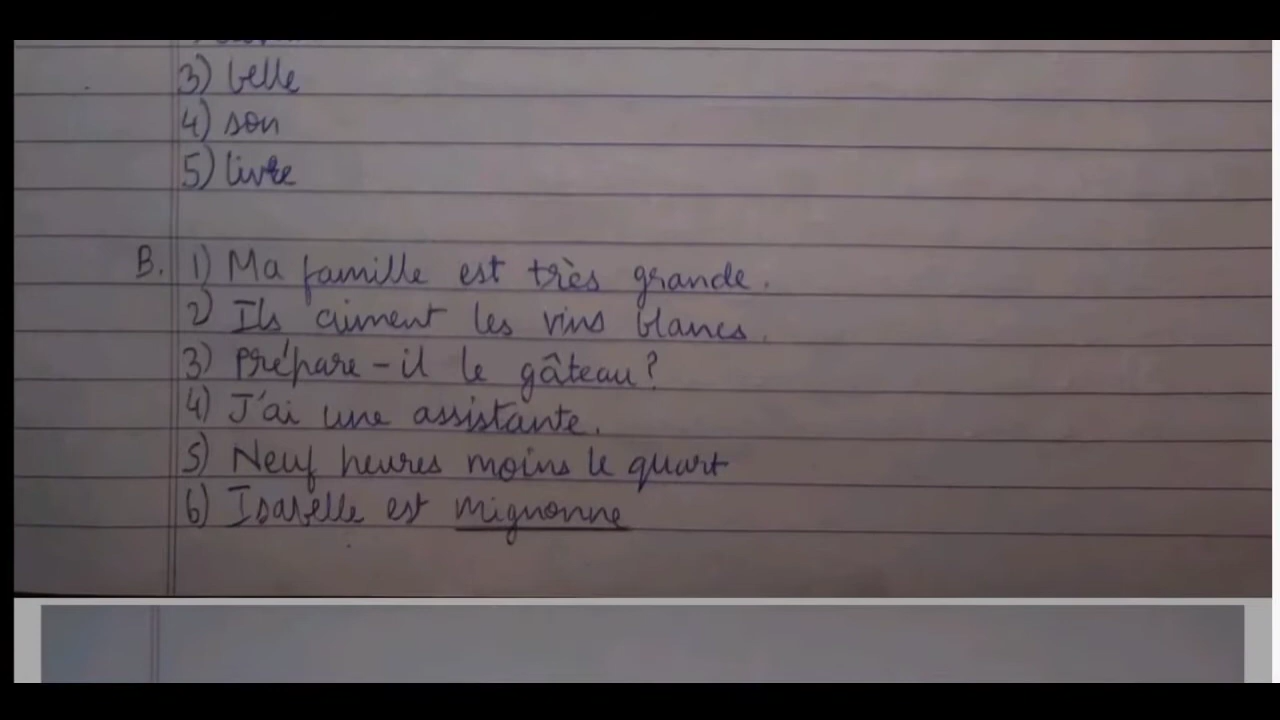 3) belle
4) son
5) livre
B. 1) Ma famille est très grande.
2) Ils aiment les vins blancs.
3) Prépare-il le gâteau?
4) J'ai une assistante.
5) Neuf heures moins le quart
6) Isabelle est mignonne